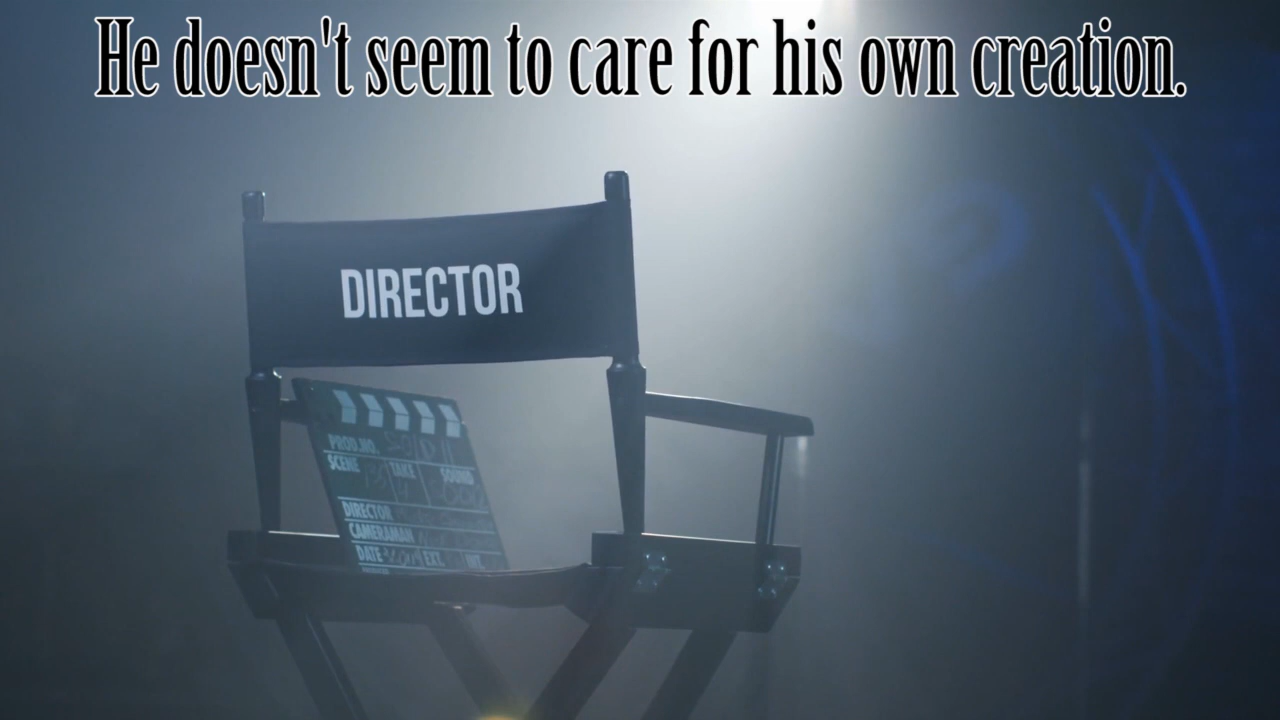 He doesn't seem to care for his own creation.
DIRECTOR
PROD.NO.
SCENE TAKE SOUND
DIRECTOR
CAMERAMAN
DATE EXT. INT.